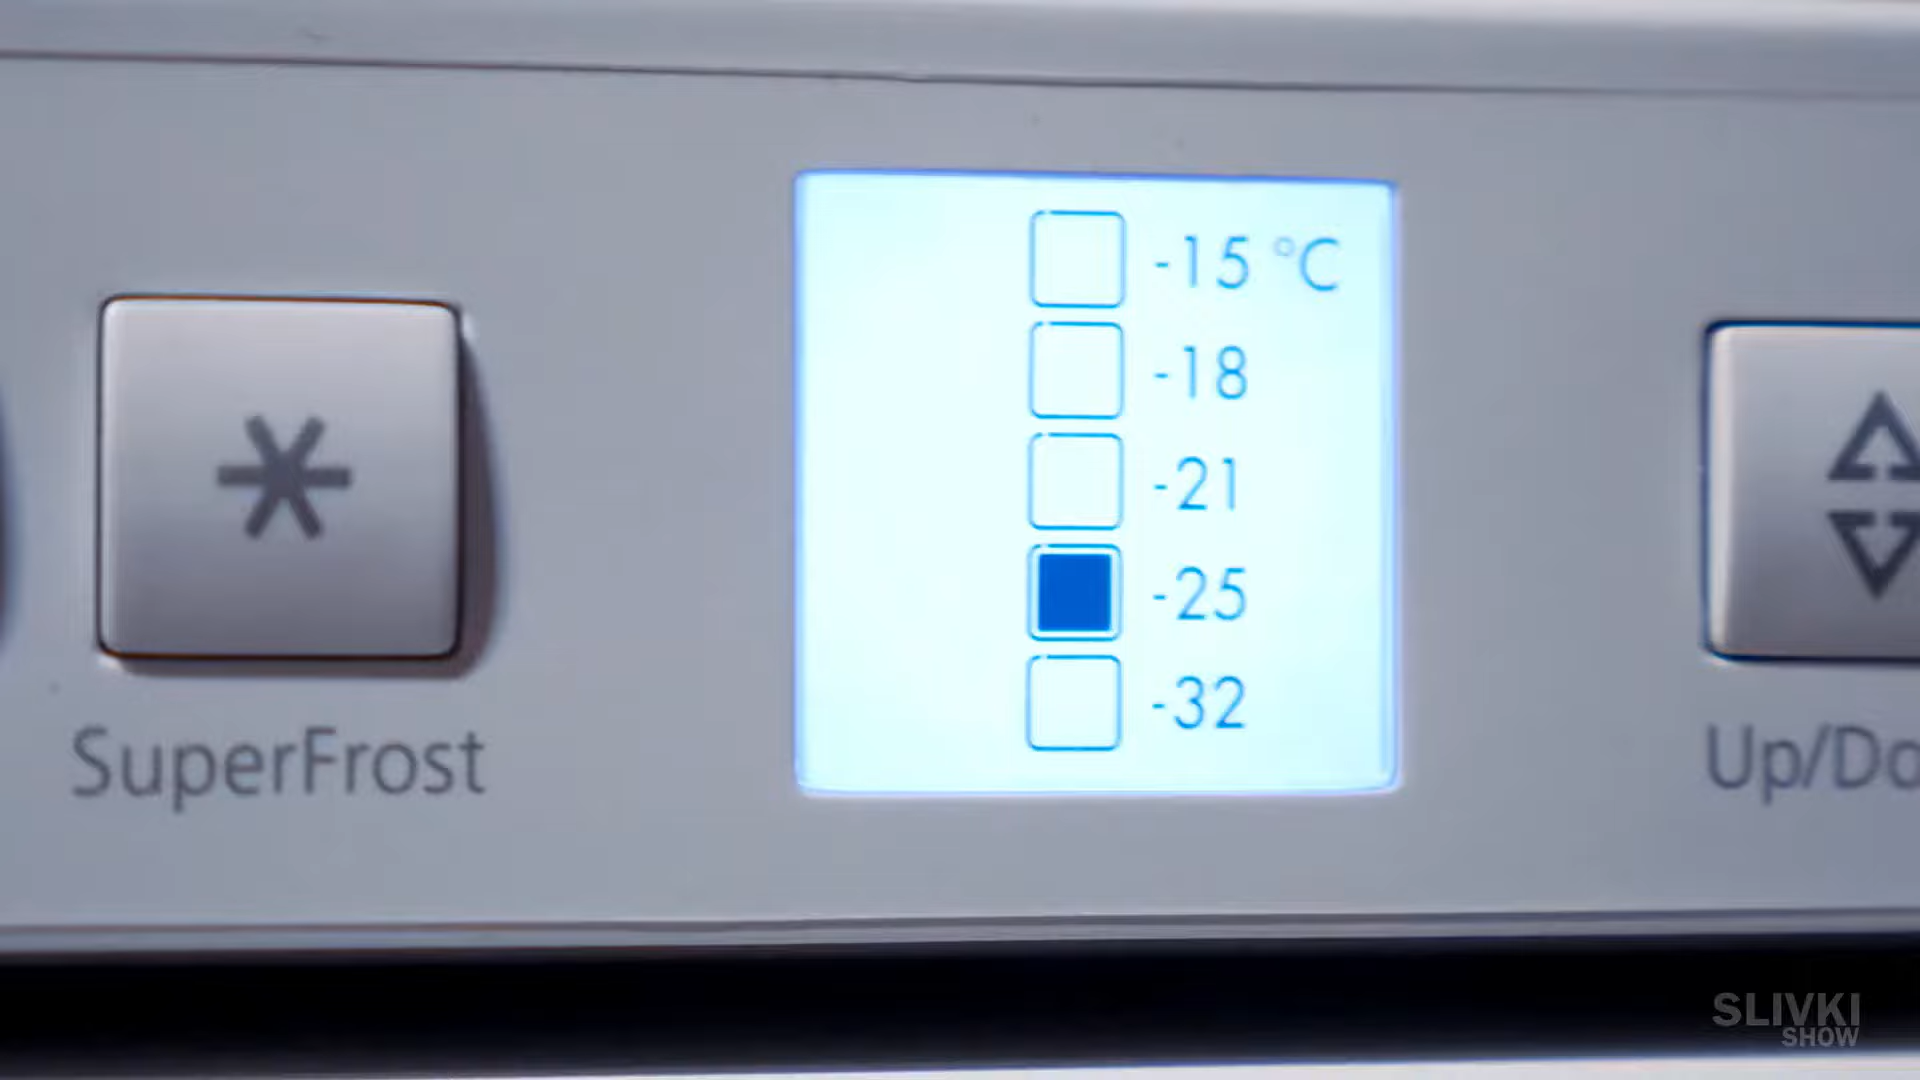 -15 °C
-18
-21
-25
-32
SuperFrost
Up/Do
SLIVKI
SHOW